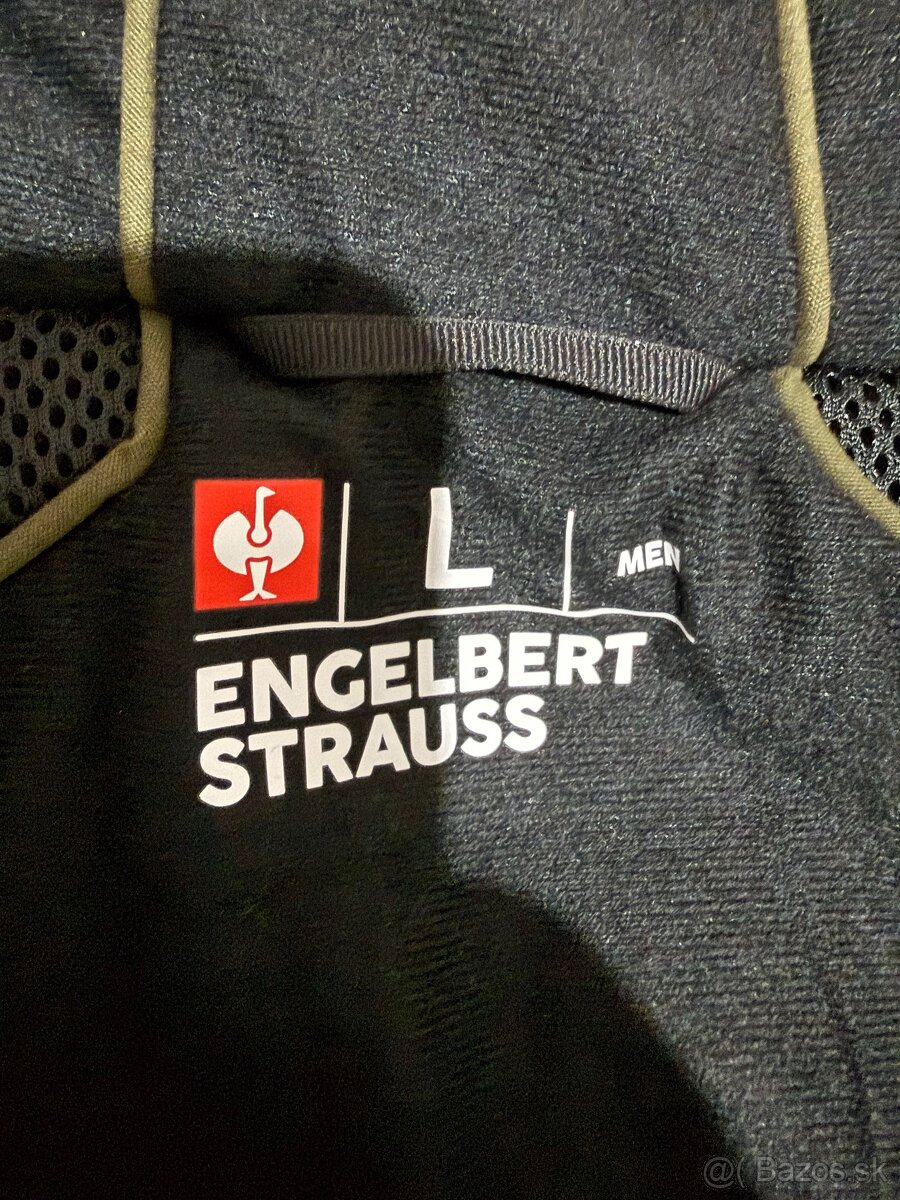 L MEN
ENGELBERT
STRAUSS
@( Bazos.sk